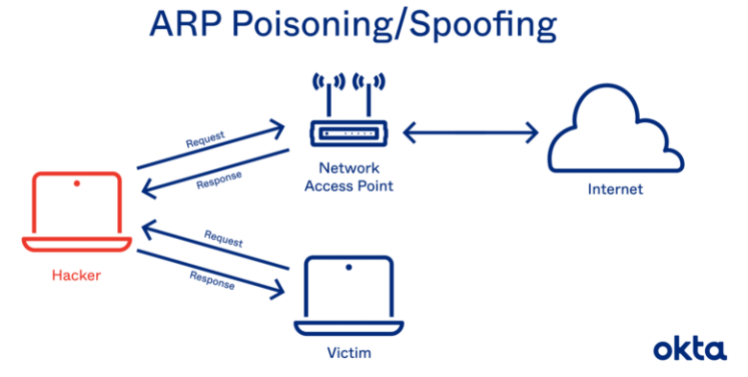 ARP Poisoning/Spoofing
Request
Response
Network
Access Point
Internet
Hacker
Request
Response
Victim
okta